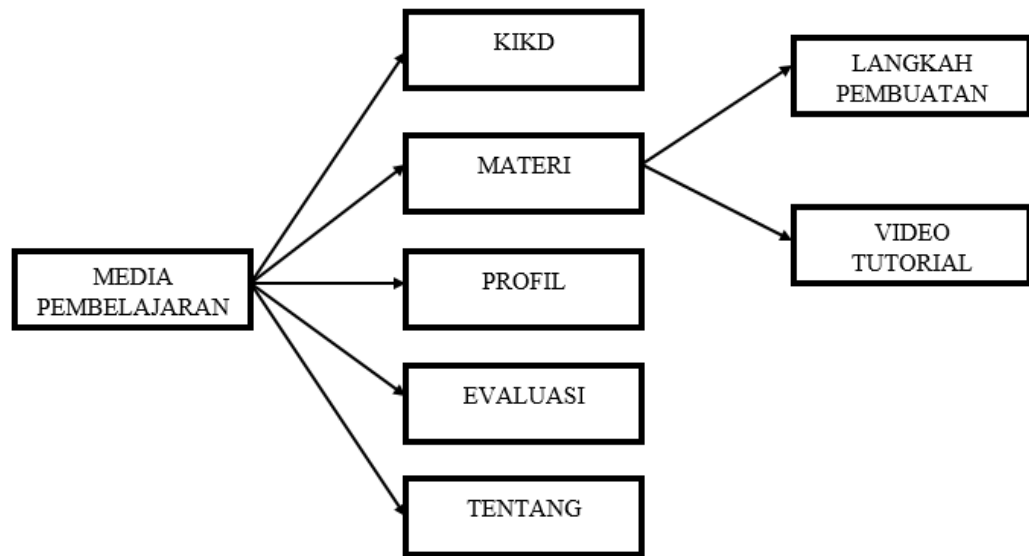 KIKD
LANGKAH
PEMBUATAN
MATERI
VIDEO
TUTORIAL
MEDIA
PEMBELAJARAN
PROFIL
EVALUASI
TENTANG